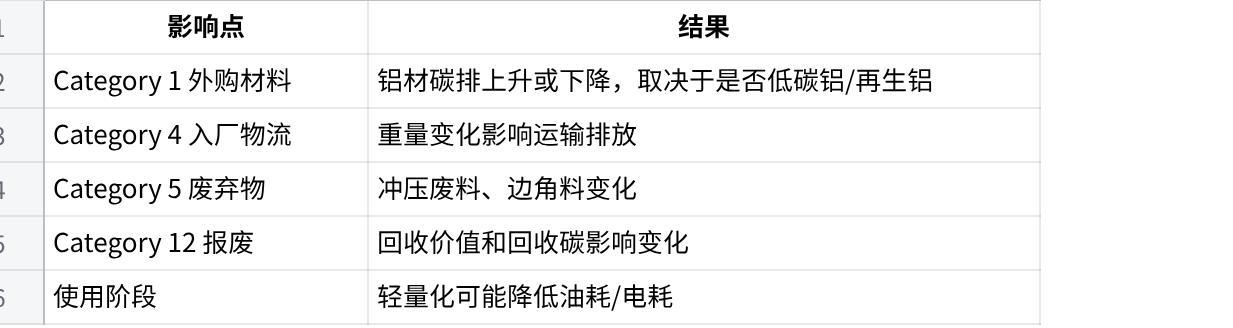 影响点 结果
Category 1 外购材料 铝材碳排上升或下降，取决于是否低碳铝/再生铝
Category 4 入厂物流 重量变化影响运输排放
Category 5 废弃物 冲压废料、边角料变化
Category 12 报废 回收价值和回收碳影响变化
使用阶段 轻量化可能降低油耗/电耗